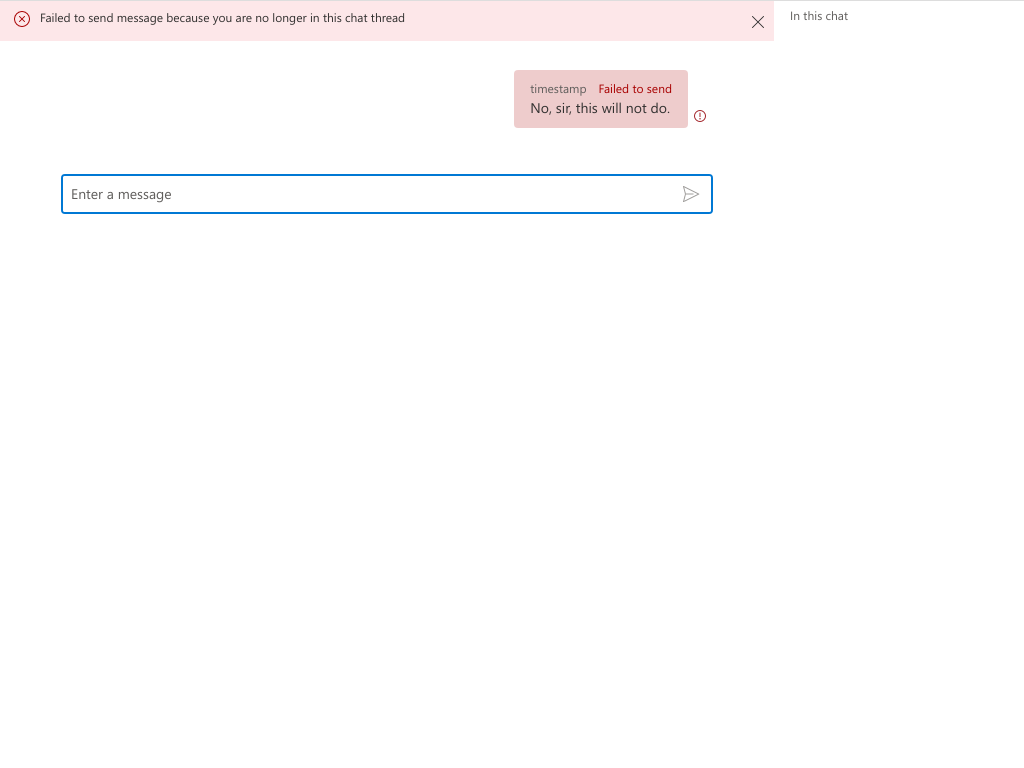 Failed to send message because you are no longer in this chat thread
In this chat
timestamp Failed to send
No, sir, this will not do.
Enter a message